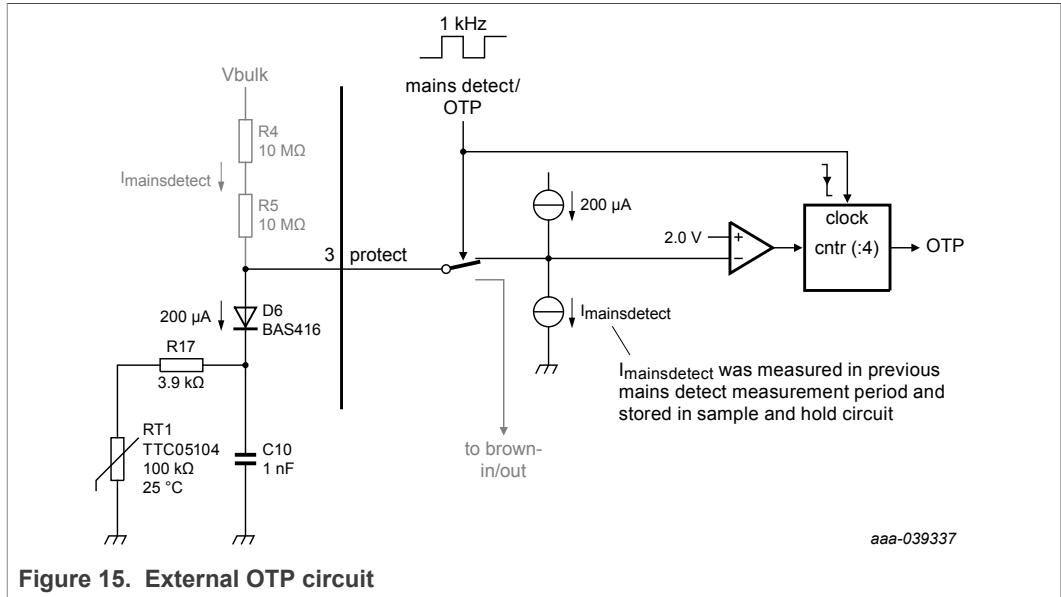 1 kHz
mains detect/
OTP
Vbulk
R4
10 MΩ
Imainsdetect
R5
10 MΩ
3 protect
200 µA
2.0 V
+
−
clock
cntr (:4)
OTP
200 µA
D6
BAS416
Imainsdetect
R17
3.9 kΩ
Imainsdetect was measured in previous
mains detect measurement period and
stored in sample and hold circuit
RT1
TTC05104
100 kΩ
25 °C
C10
1 nF
to brown-
in/out
aaa-039337
Figure 15. External OTP circuit